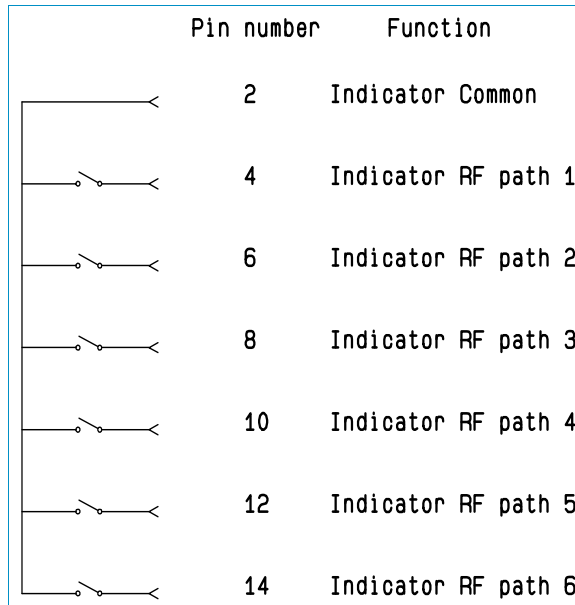 Pin number Function
2 Indicator Common
4 Indicator RF path 1
6 Indicator RF path 2
8 Indicator RF path 3
10 Indicator RF path 4
12 Indicator RF path 5
14 Indicator RF path 6